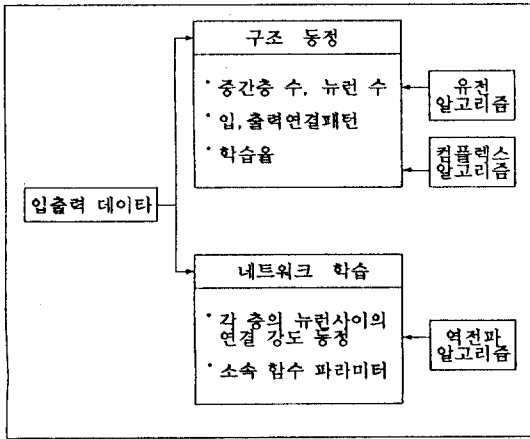 구조 동정
· 중간층 수, 뉴런 수
· 입,출력연결패턴
· 학습율
유전
알고리즘
컴플렉스
알고리즘
입출력 데이타
네트워크 학습
· 각 층의 뉴런사이의
연결 강도 동정
· 소속 함수 파라미터
역전파
알고리즘